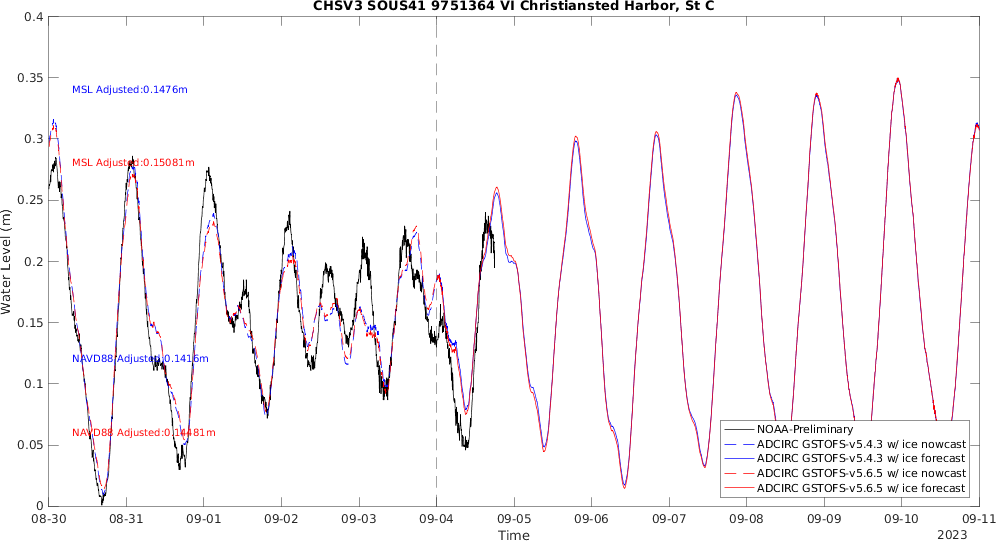 CHSV3 SOUS41 9751364 VI Christiansted Harbor, St C
0.4
0.35
0.3
0.25
0.2
0.15
0.1
0.05
0
Water Level (m)
MSL Adjusted:0.1476m
MSL Adjusted:0.15081m
NAVD88 Adjusted:0.1416m
NAVD88 Adjusted:0.14481m
NOAA-Preliminary
ADCIRC GSTOFS-v5.4.3 w/ ice nowcast
ADCIRC GSTOFS-v5.4.3 w/ ice forecast
ADCIRC GSTOFS-v5.6.5 w/ ice nowcast
ADCIRC GSTOFS-v5.6.5 w/ ice forecast
08-30 08-31 09-01 09-02 09-03 09-04 09-05 09-06 09-07 09-08 09-09 09-10 09-11
Time
2023